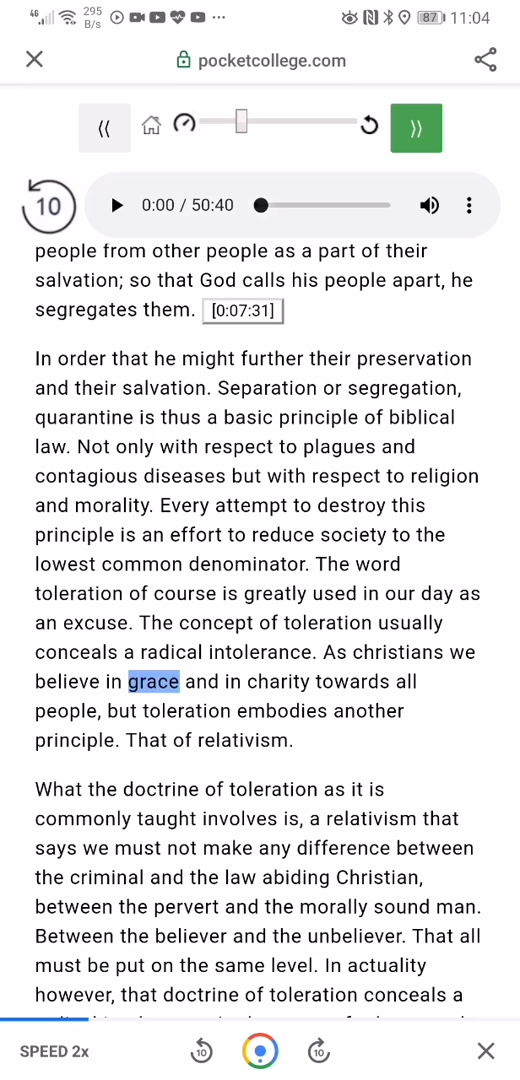 46 295 B/s 87 11:04
pocketcollege.com
⟨⟨ ⟩⟩
10 0:00 / 50:40
people from other people as a part of their
salvation; so that God calls his people apart, he
segregates them. [0:07:31]
In order that he might further their preservation
and their salvation. Separation or segregation,
quarantine is thus a basic principle of biblical
law. Not only with respect to plagues and
contagious diseases but with respect to religion
and morality. Every attempt to destroy this
principle is an effort to reduce society to the
lowest common denominator. The word
toleration of course is greatly used in our day as
an excuse. The concept of toleration usually
conceals a radical intolerance. As christians we
believe in grace and in charity towards all
people, but toleration embodies another
principle. That of relativism.
What the doctrine of toleration as it is
commonly taught involves is, a relativism that
says we must not make any difference between
the criminal and the law abiding Christian,
between the pervert and the morally sound man.
Between the believer and the unbeliever. That all
must be put on the same level. In actuality
however, that doctrine of toleration conceals a
SPEED 2x 10 10